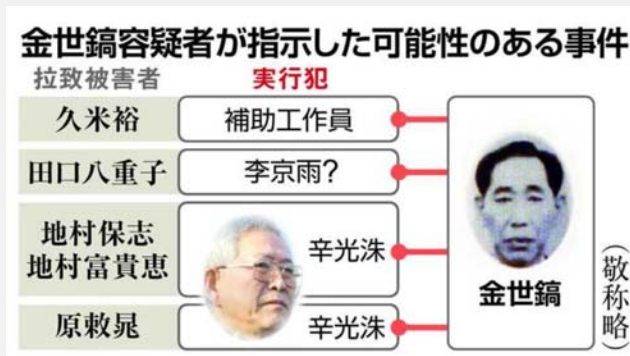 金世鎬容疑者が指示した可能性のある事件
拉致被害者
実行犯
久米裕
補助工作員
田口八重子
李京雨?
地村保志
地村富貴恵
辛光洙
原敕晁
辛光洙
金世鎬
(敬称略)